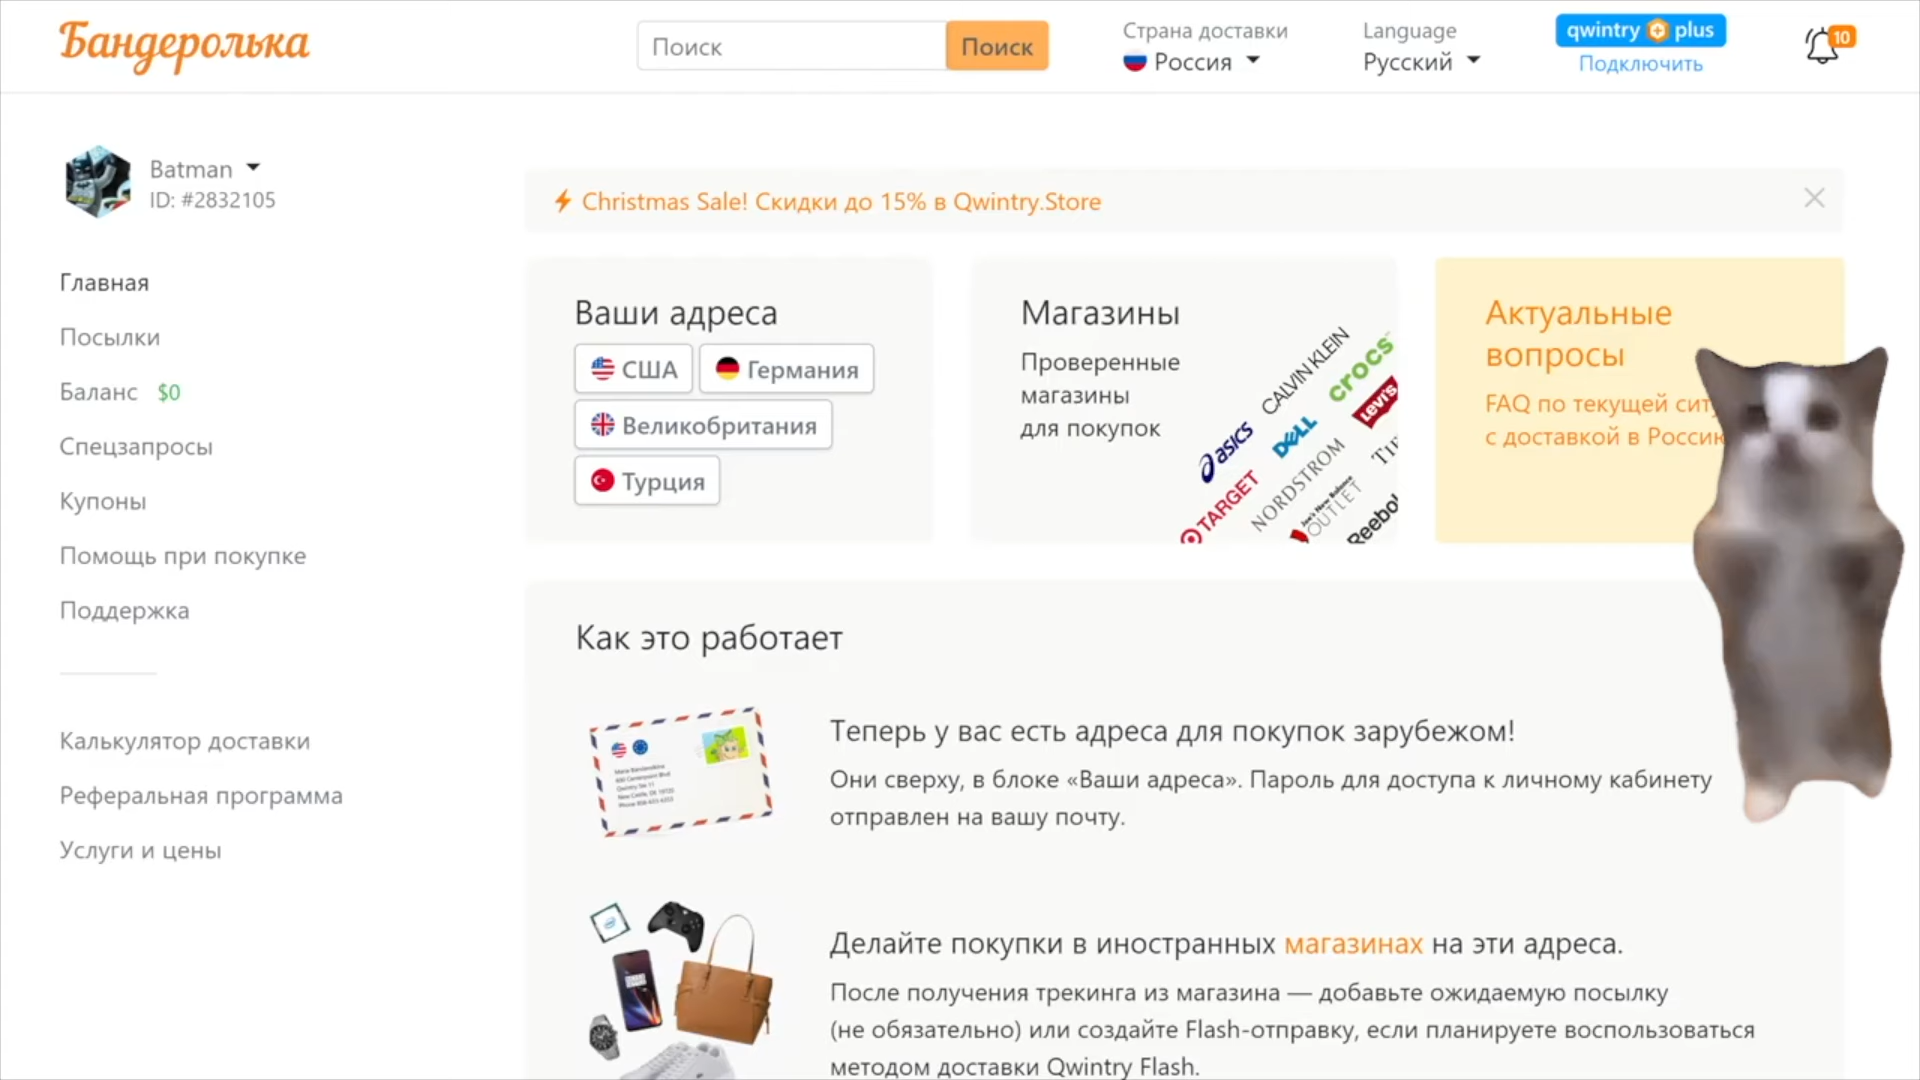 Бандеролька
Поиск
Поиск
Страна доставки
Россия
Language
Русский
qwintry plus
Подключить
10
Batman
ID: #2832105
Главная
Посылки
Баланс $0
Спецзапросы
Купоны
Помощь при покупке
Поддержка
Калькулятор доставки
Реферальная программа
Услуги и цены
Christmas Sale! Скидки до 15% в Qwintry.Store
Ваши адреса
США
Германия
Великобритания
Турция
Магазины
Проверенные
магазины
для покупок
CALVIN KLEIN
crocs
Levi's
asics
DELL
NORDSTROM
TARGET
OUTLET
Reebok
Актуальные
вопросы
FAQ по текущей
с доставкой в
Как это работает
Теперь у вас есть адреса для покупок зарубежом!
Они сверху, в блоке «Ваши адреса». Пароль для доступа к личному кабинету
отправлен на вашу почту.
Делайте покупки в иностранных магазинах на эти адреса.
После получения трекинга из магазина — добавьте ожидаемую посылку
(не обязательно) или создайте Flash-отправку, если планируете воспользоваться
методом доставки Qwintry Flash.